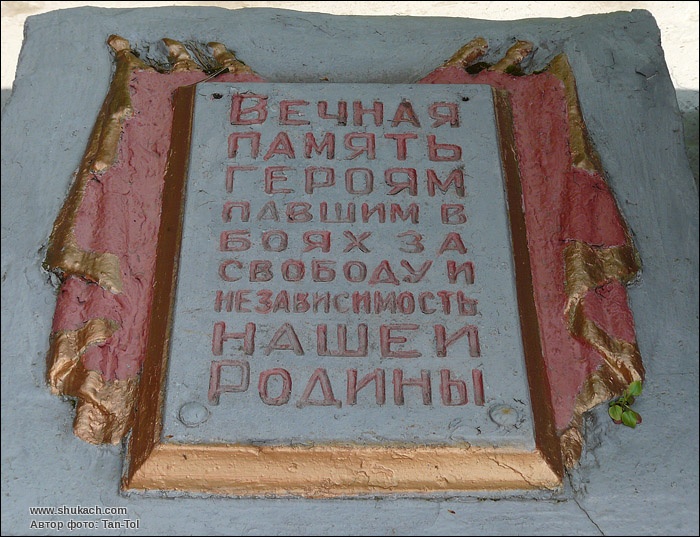 Вечная
память
героям
павшим в
боях за
свободу и
независимость
нашей
Родины
www.shukach.com
Автор фото: Tan-Tol